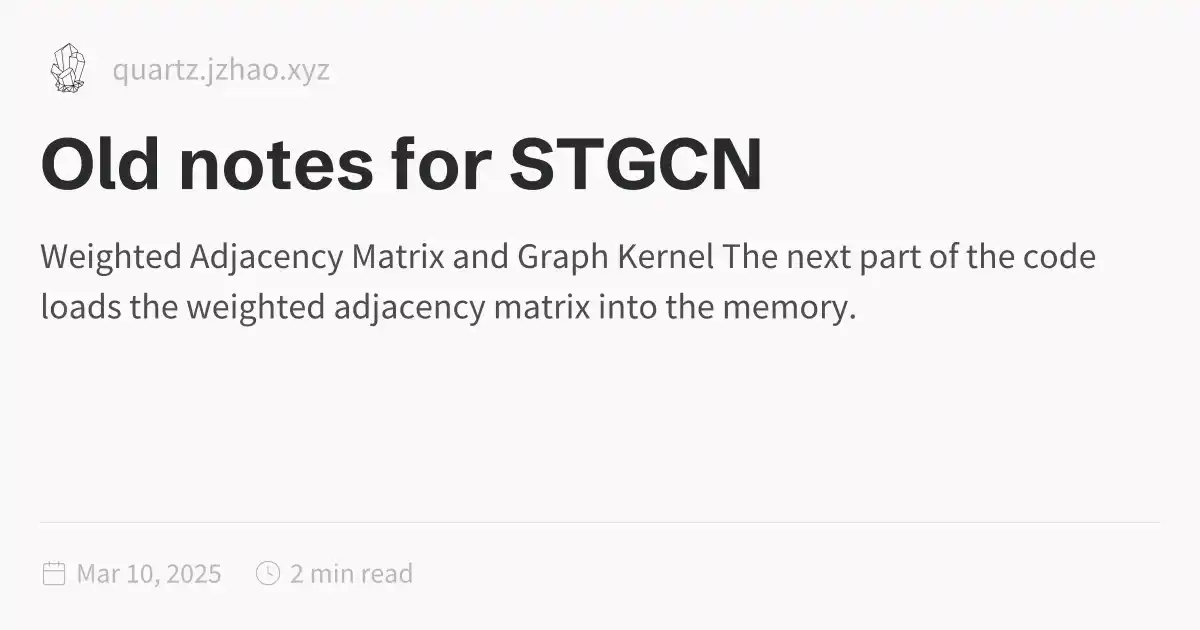 quartz.jzhao.xyz
Old notes for STGCN
Weighted Adjacency Matrix and Graph Kernel The next part of the code
loads the weighted adjacency matrix into the memory.
Mar 10, 2025 2 min read